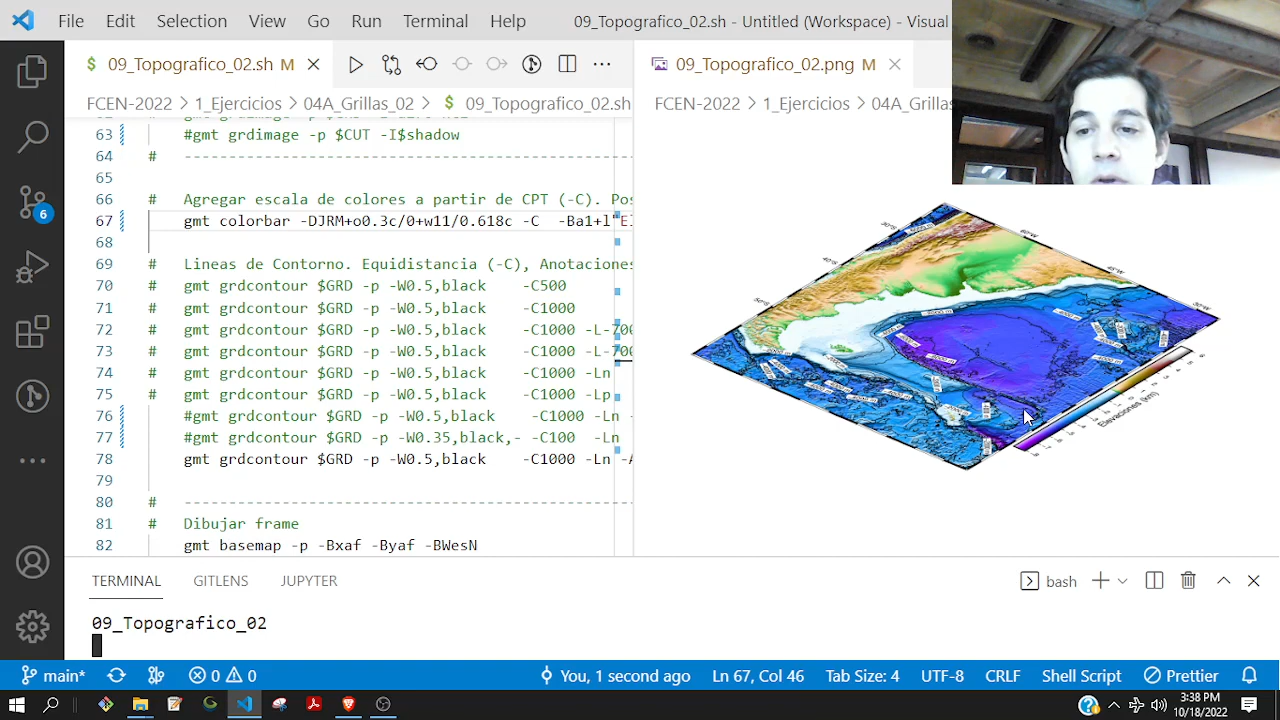 File Edit Selection View Go Run Terminal Help 09_Topografico_02.sh - Untitled (Workspace) - Visual
$ 09_Topografico_02.sh M
09_Topografico_02.png M
FCEN-2022 > 1_Ejercicios > 04A_Grillas_02 > $ 09_Topografico_02.sh
FCEN-2022 > 1_Ejercicios > 04A_Grillas
63 #gmt grdimage -p $CUT -I$shadow
64 # ---------------------------------------------------
65
66 # Agregar escala de colores a partir de CPT (-C). Pos
67 gmt colorbar -DJRM+o0.3c/0+w11/0.618c -C -Ba1+l"El
68
69 # Lineas de Contorno. Equidistancia (-C), Anotaciones
70 # gmt grdcontour $GRD -p -W0.5,black -C500
71 # gmt grdcontour $GRD -p -W0.5,black -C1000
72 # gmt grdcontour $GRD -p -W0.5,black -C1000 -L-700
73 # gmt grdcontour $GRD -p -W0.5,black -C1000 -L-700
74 # gmt grdcontour $GRD -p -W0.5,black -C1000 -Ln
75 # gmt grdcontour $GRD -p -W0.5,black -C1000 -Lp
76 #gmt grdcontour $GRD -p -W0.5,black -C1000 -Ln -
77 #gmt grdcontour $GRD -p -W0.35,black,- -C100 -Ln
78 gmt grdcontour $GRD -p -W0.5,black -C1000 -Ln -A
79
80 # ---------------------------------------------------
81 # Dibujar frame
82 gmt basemap -p -Bxaf -Byaf -BWesN
Elevaciones (km)
TERMINAL GITLENS JUPYTER
bash
09_Topografico_02
6
main* 0 0 You, 1 second ago Ln 67, Col 46 Tab Size: 4 UTF-8 CRLF Shell Script Prettier
3:38 PM
10/18/2022